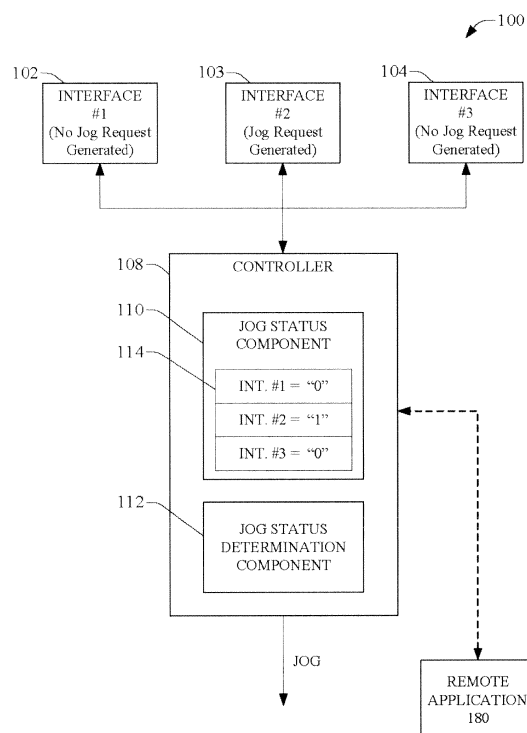 100
102
103
104
INTERFACE
#1
(No Jog Request
Generated)
INTERFACE
#2
(Jog Request
Generated)
INTERFACE
#3
(No Jog Request
Generated)
108
CONTROLLER
110
JOG STATUS
COMPONENT
114
INT. #1 = “0”
INT. #2 = “1”
INT. #3 = “0”
112
JOG STATUS
DETERMINATION
COMPONENT
JOG
REMOTE
APPLICATION
180